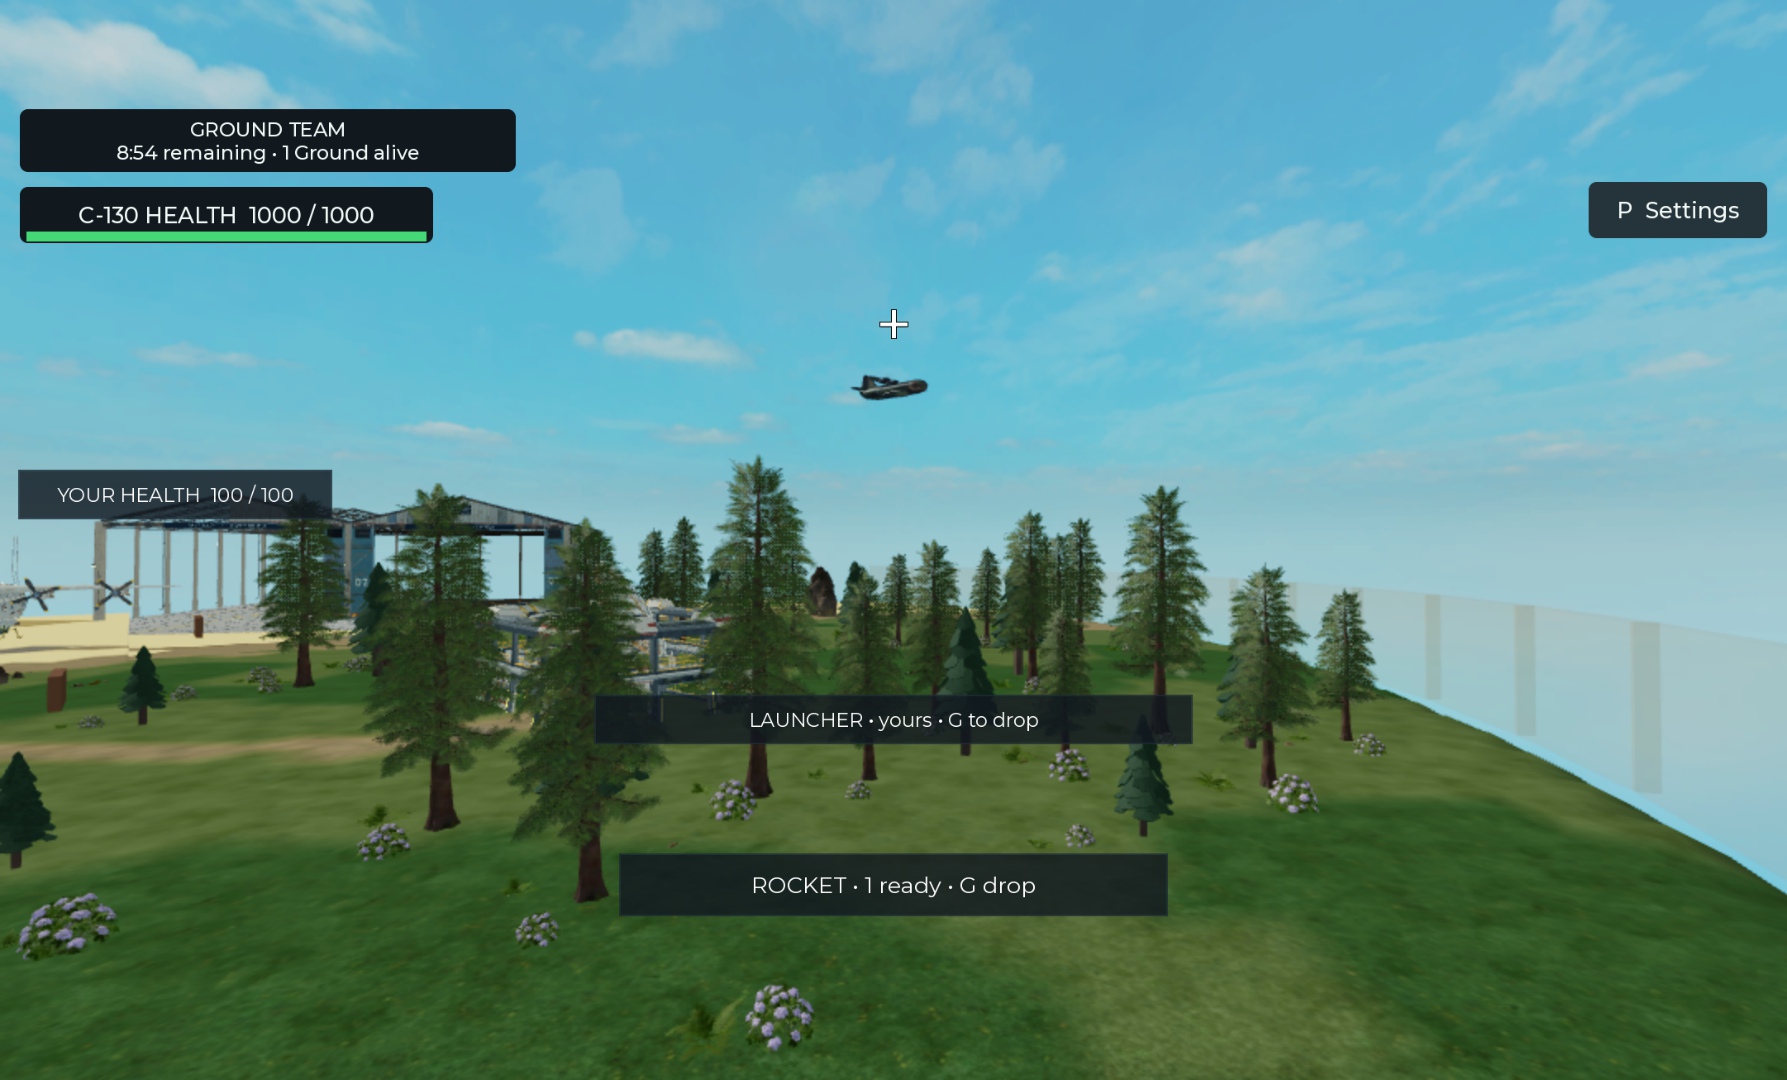 GROUND TEAM
8:54 remaining • 1 Ground alive
C-130 HEALTH 1000 / 1000
P Settings
YOUR HEALTH 100 / 100
07
LAUNCHER • yours • G to drop
ROCKET • 1 ready • G drop